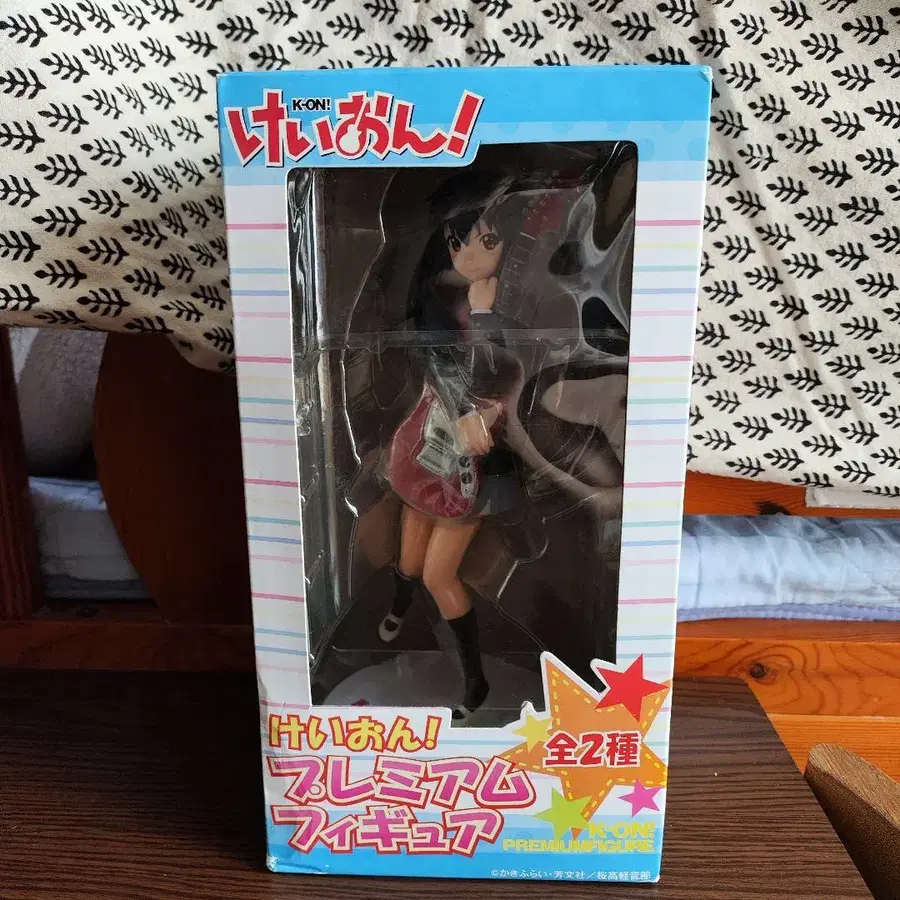 K-ON!
けいおん!
けいおん!
プレミアム
フィギュア
全2種
K-ON!
PREMIUMFIGURE
©かきふらい・芳文社／桜高軽音部